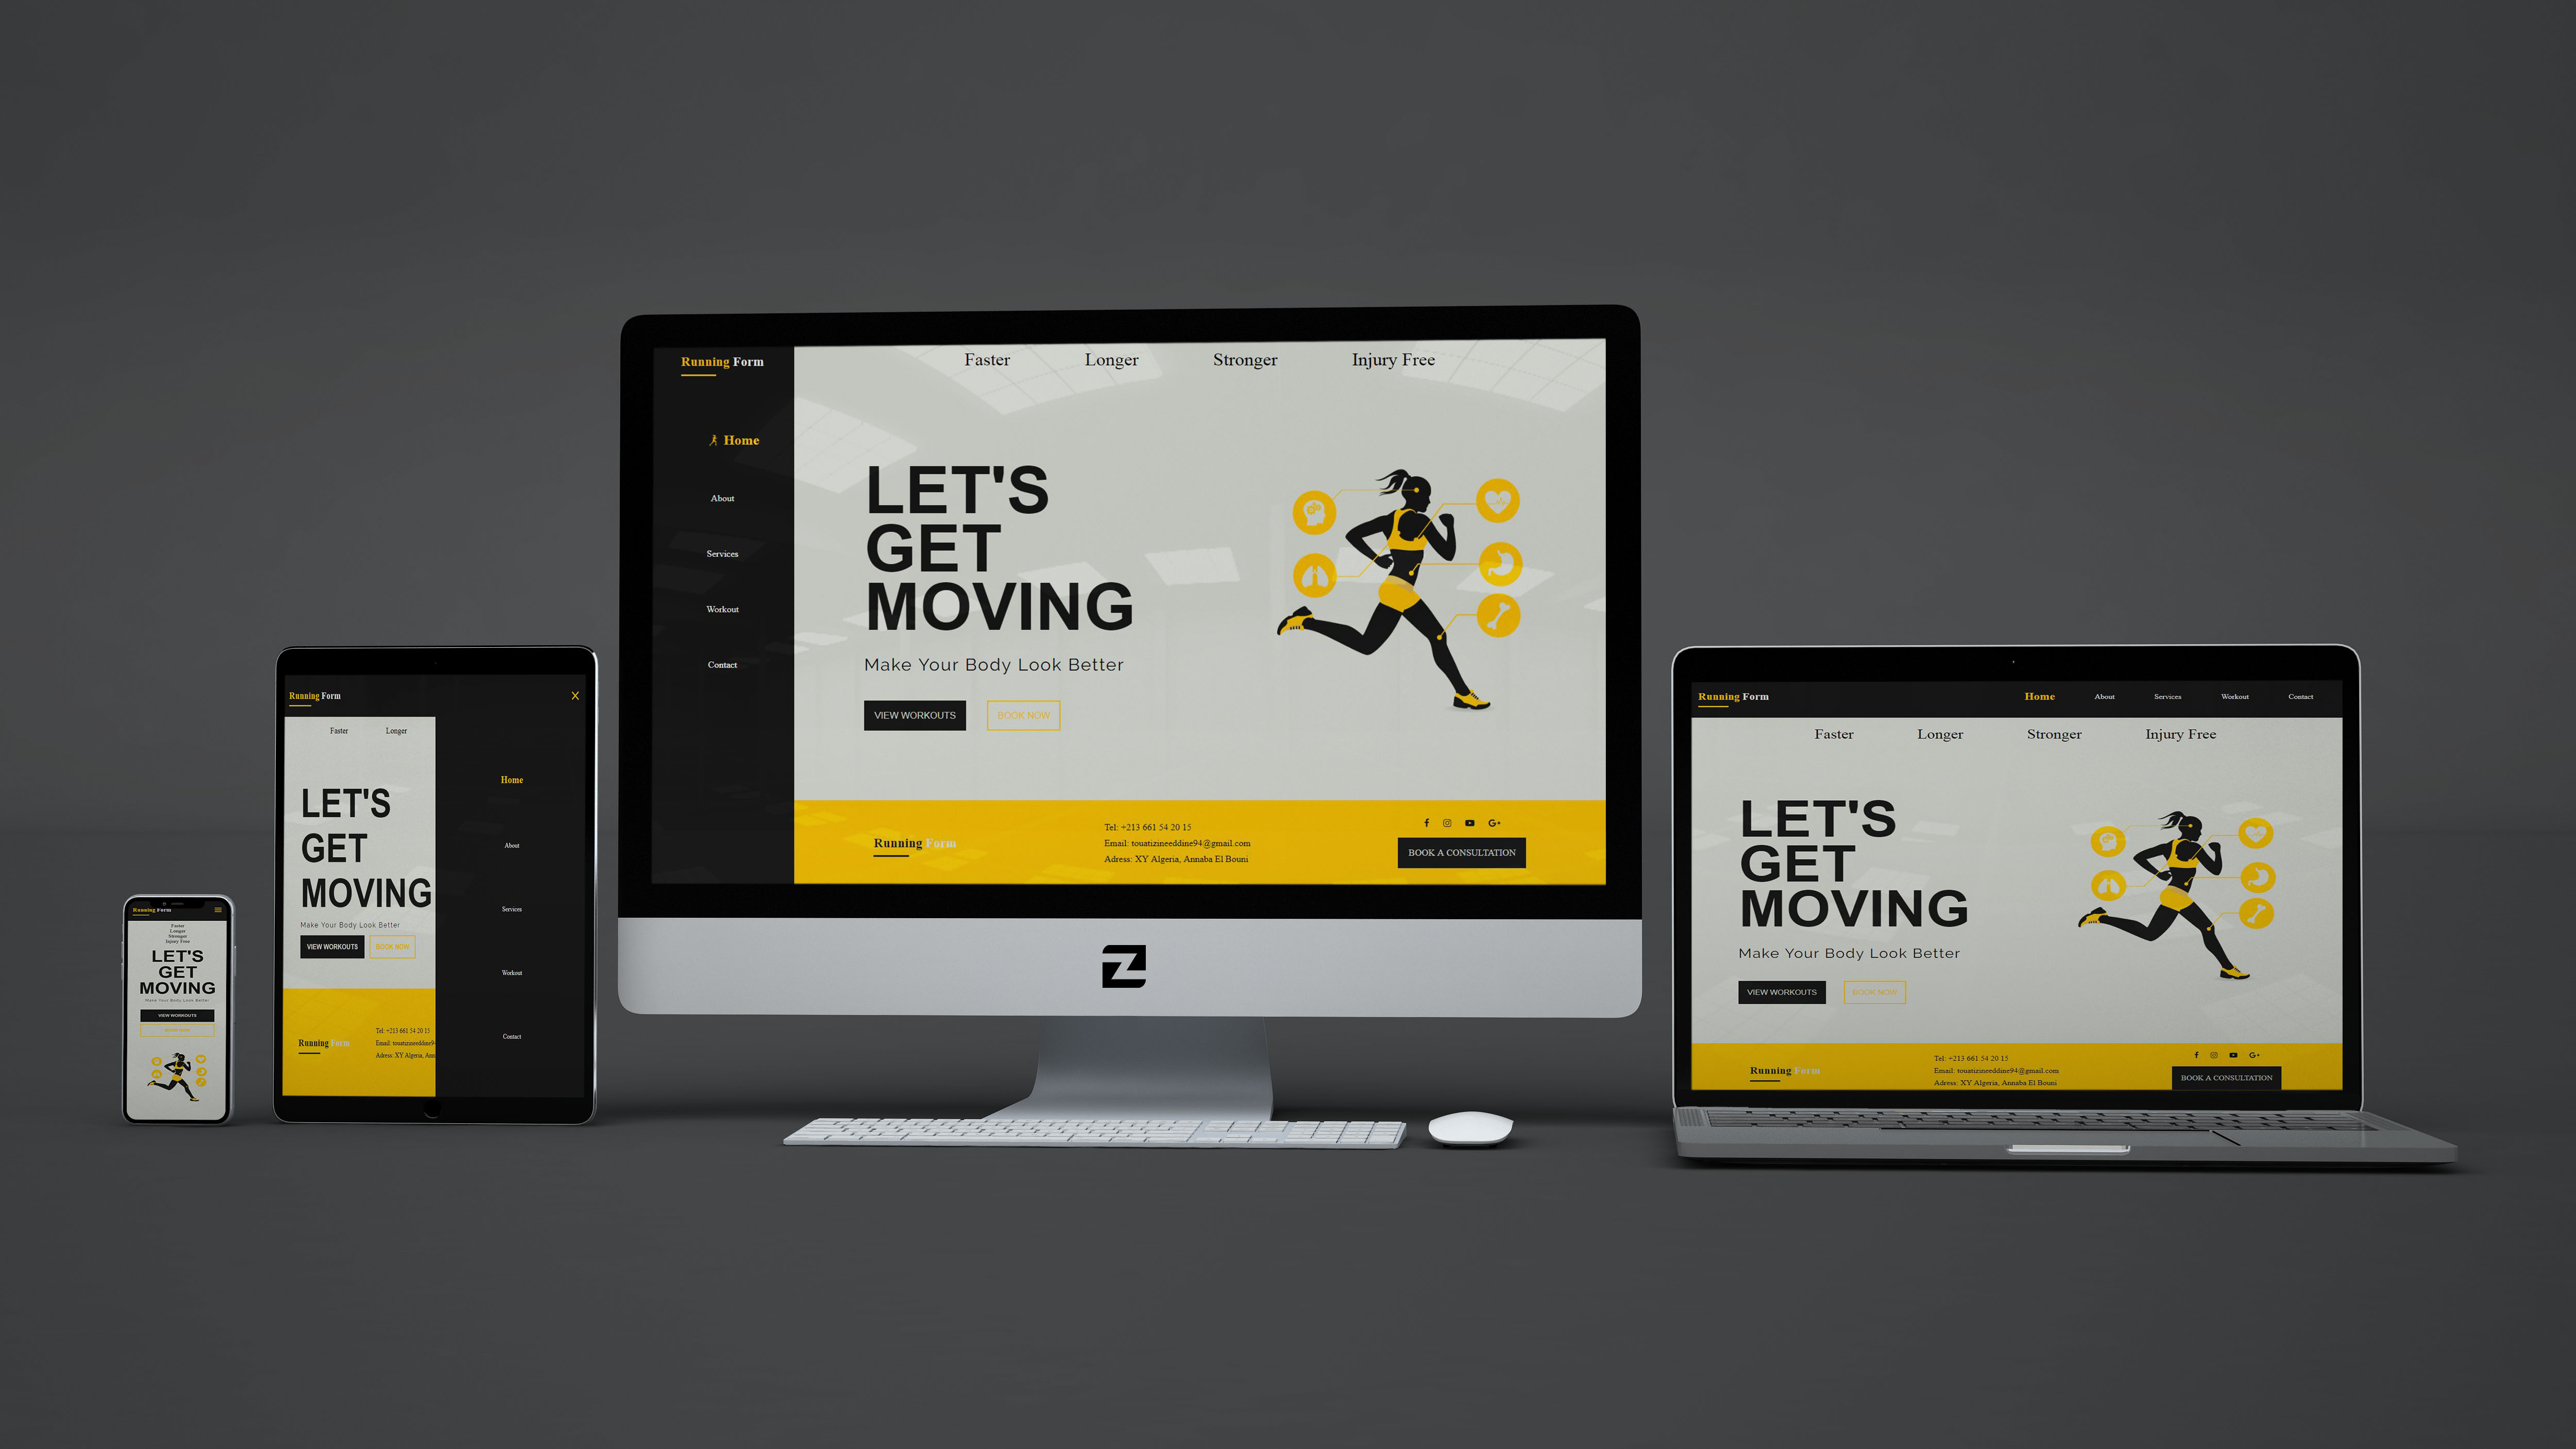 Running Form
Faster Longer Stronger Injury Free
Home
About
Services
Workout
Contact
LET'S
GET
MOVING
Make Your Body Look Better
VIEW WORKOUTS BOOK NOW
Running Form
Tel: +213 661 54 20 15
Email: touatizineeddine94@gmail.com
Adress: XY Algeria, Annaba El Bouni
G+
BOOK A CONSULTATION
Z
Running Form
Faster
Longer
Stronger
Injury Free
LET'S
GET
MOVING
Make Your Body Look Better
VIEW WORKOUTS
Running Form
X
Faster Longer
LET'S
GET
MOVING
Make Your Body Look Better
VIEW WORKOUTS BOOK NOW
Running Form
Tel: +213 661 54 20 15
Email: touatizineeddine9
Adress: XY Algeria, Ann
Home
About
Services
Workout
Contact
Running Form
Home About Services Workout Contact
Faster Longer Stronger Injury Free
LET'S
GET
MOVING
Make Your Body Look Better
VIEW WORKOUTS BOOK NOW
Running Form
Tel: +213 661 54 20 15
Email: touatizineeddine94@gmail.com
Adress: XY Algeria, Annaba El Bouni
G+
BOOK A CONSULTATION